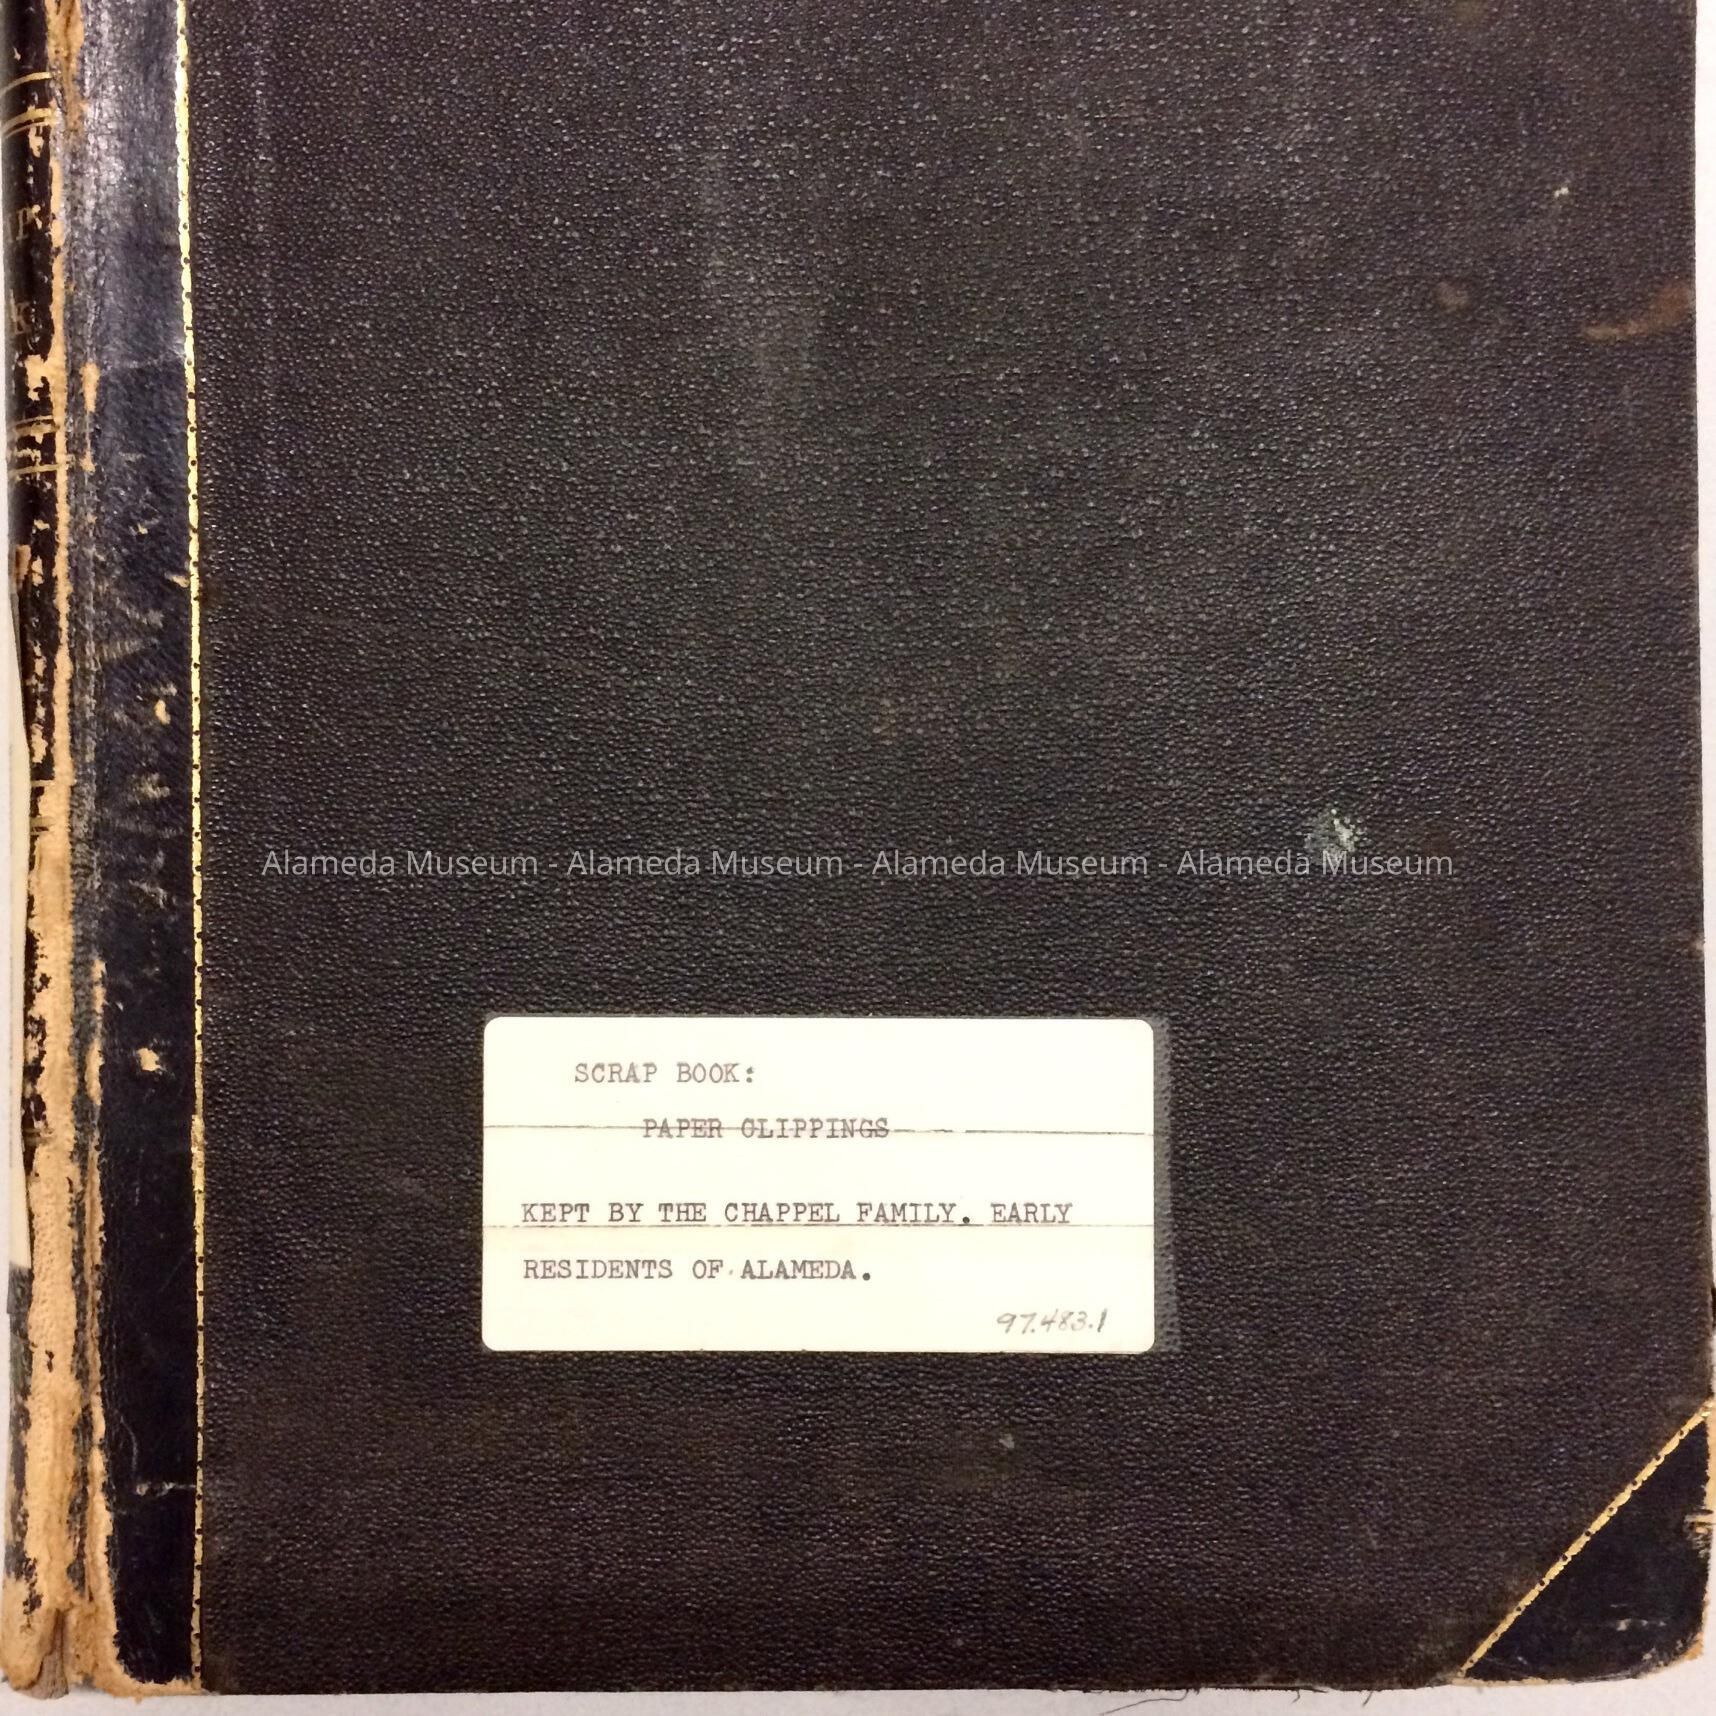 Alameda Museum - Alameda Museum - Alameda Museum - Alameda Museum
SCRAP BOOK:
PAPER CLIPPINGS
KEPT BY THE CHAPPEL FAMILY. EARLY
RESIDENTS OF ALAMEDA.
97.483.1